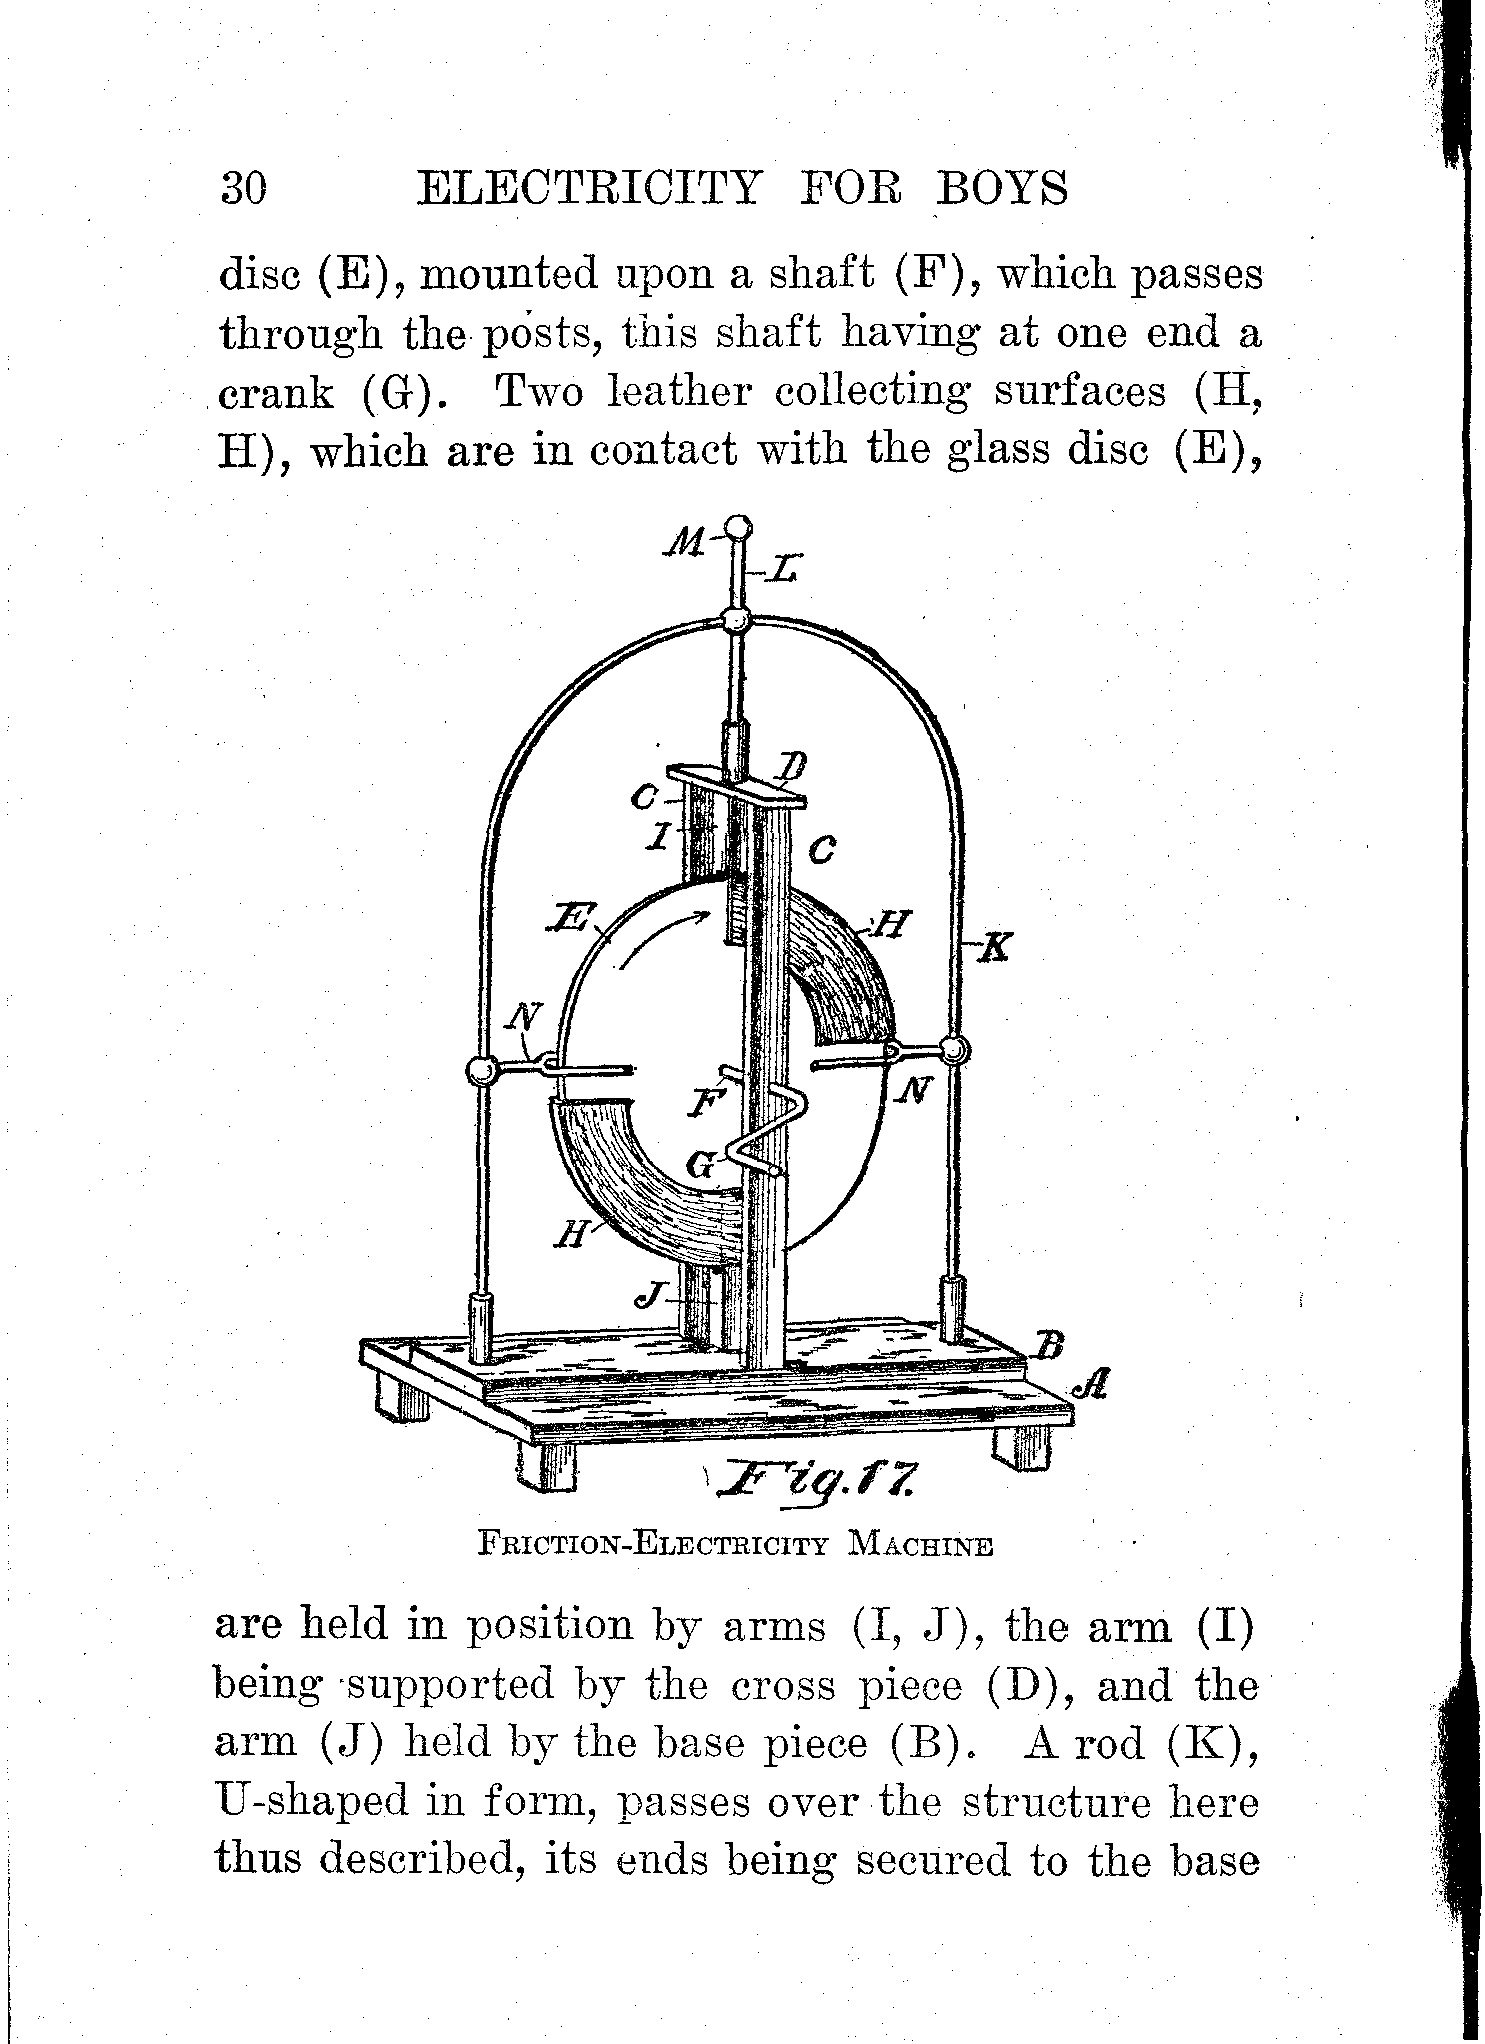 30 ELECTRICITY FOR BOYS
disc (E), mounted upon a shaft (F), which passes
through the posts, this shaft having at one end a
crank (G). Two leather collecting surfaces (H,
H), which are in contact with the glass disc (E),
M
L
D
C
I
C
E
H
K
N
F
N
G
H
J
B
A
Fig. 17.
FRICTION-ELECTRICITY MACHINE
are held in position by arms (I, J), the arm (I)
being supported by the cross piece (D), and the
arm (J) held by the base piece (B). A rod (K),
U-shaped in form, passes over the structure here
thus described, its ends being secured to the base